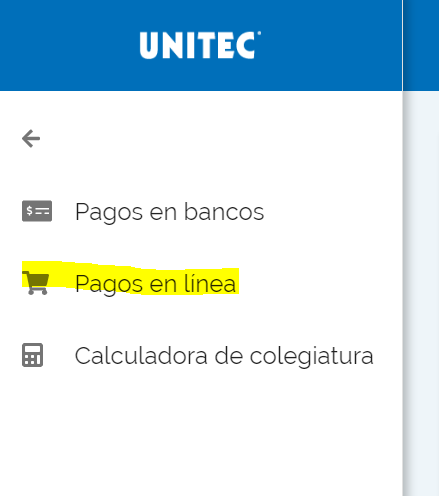 UNITEC
Pagos en bancos
Pagos en línea
Calculadora de colegiatura